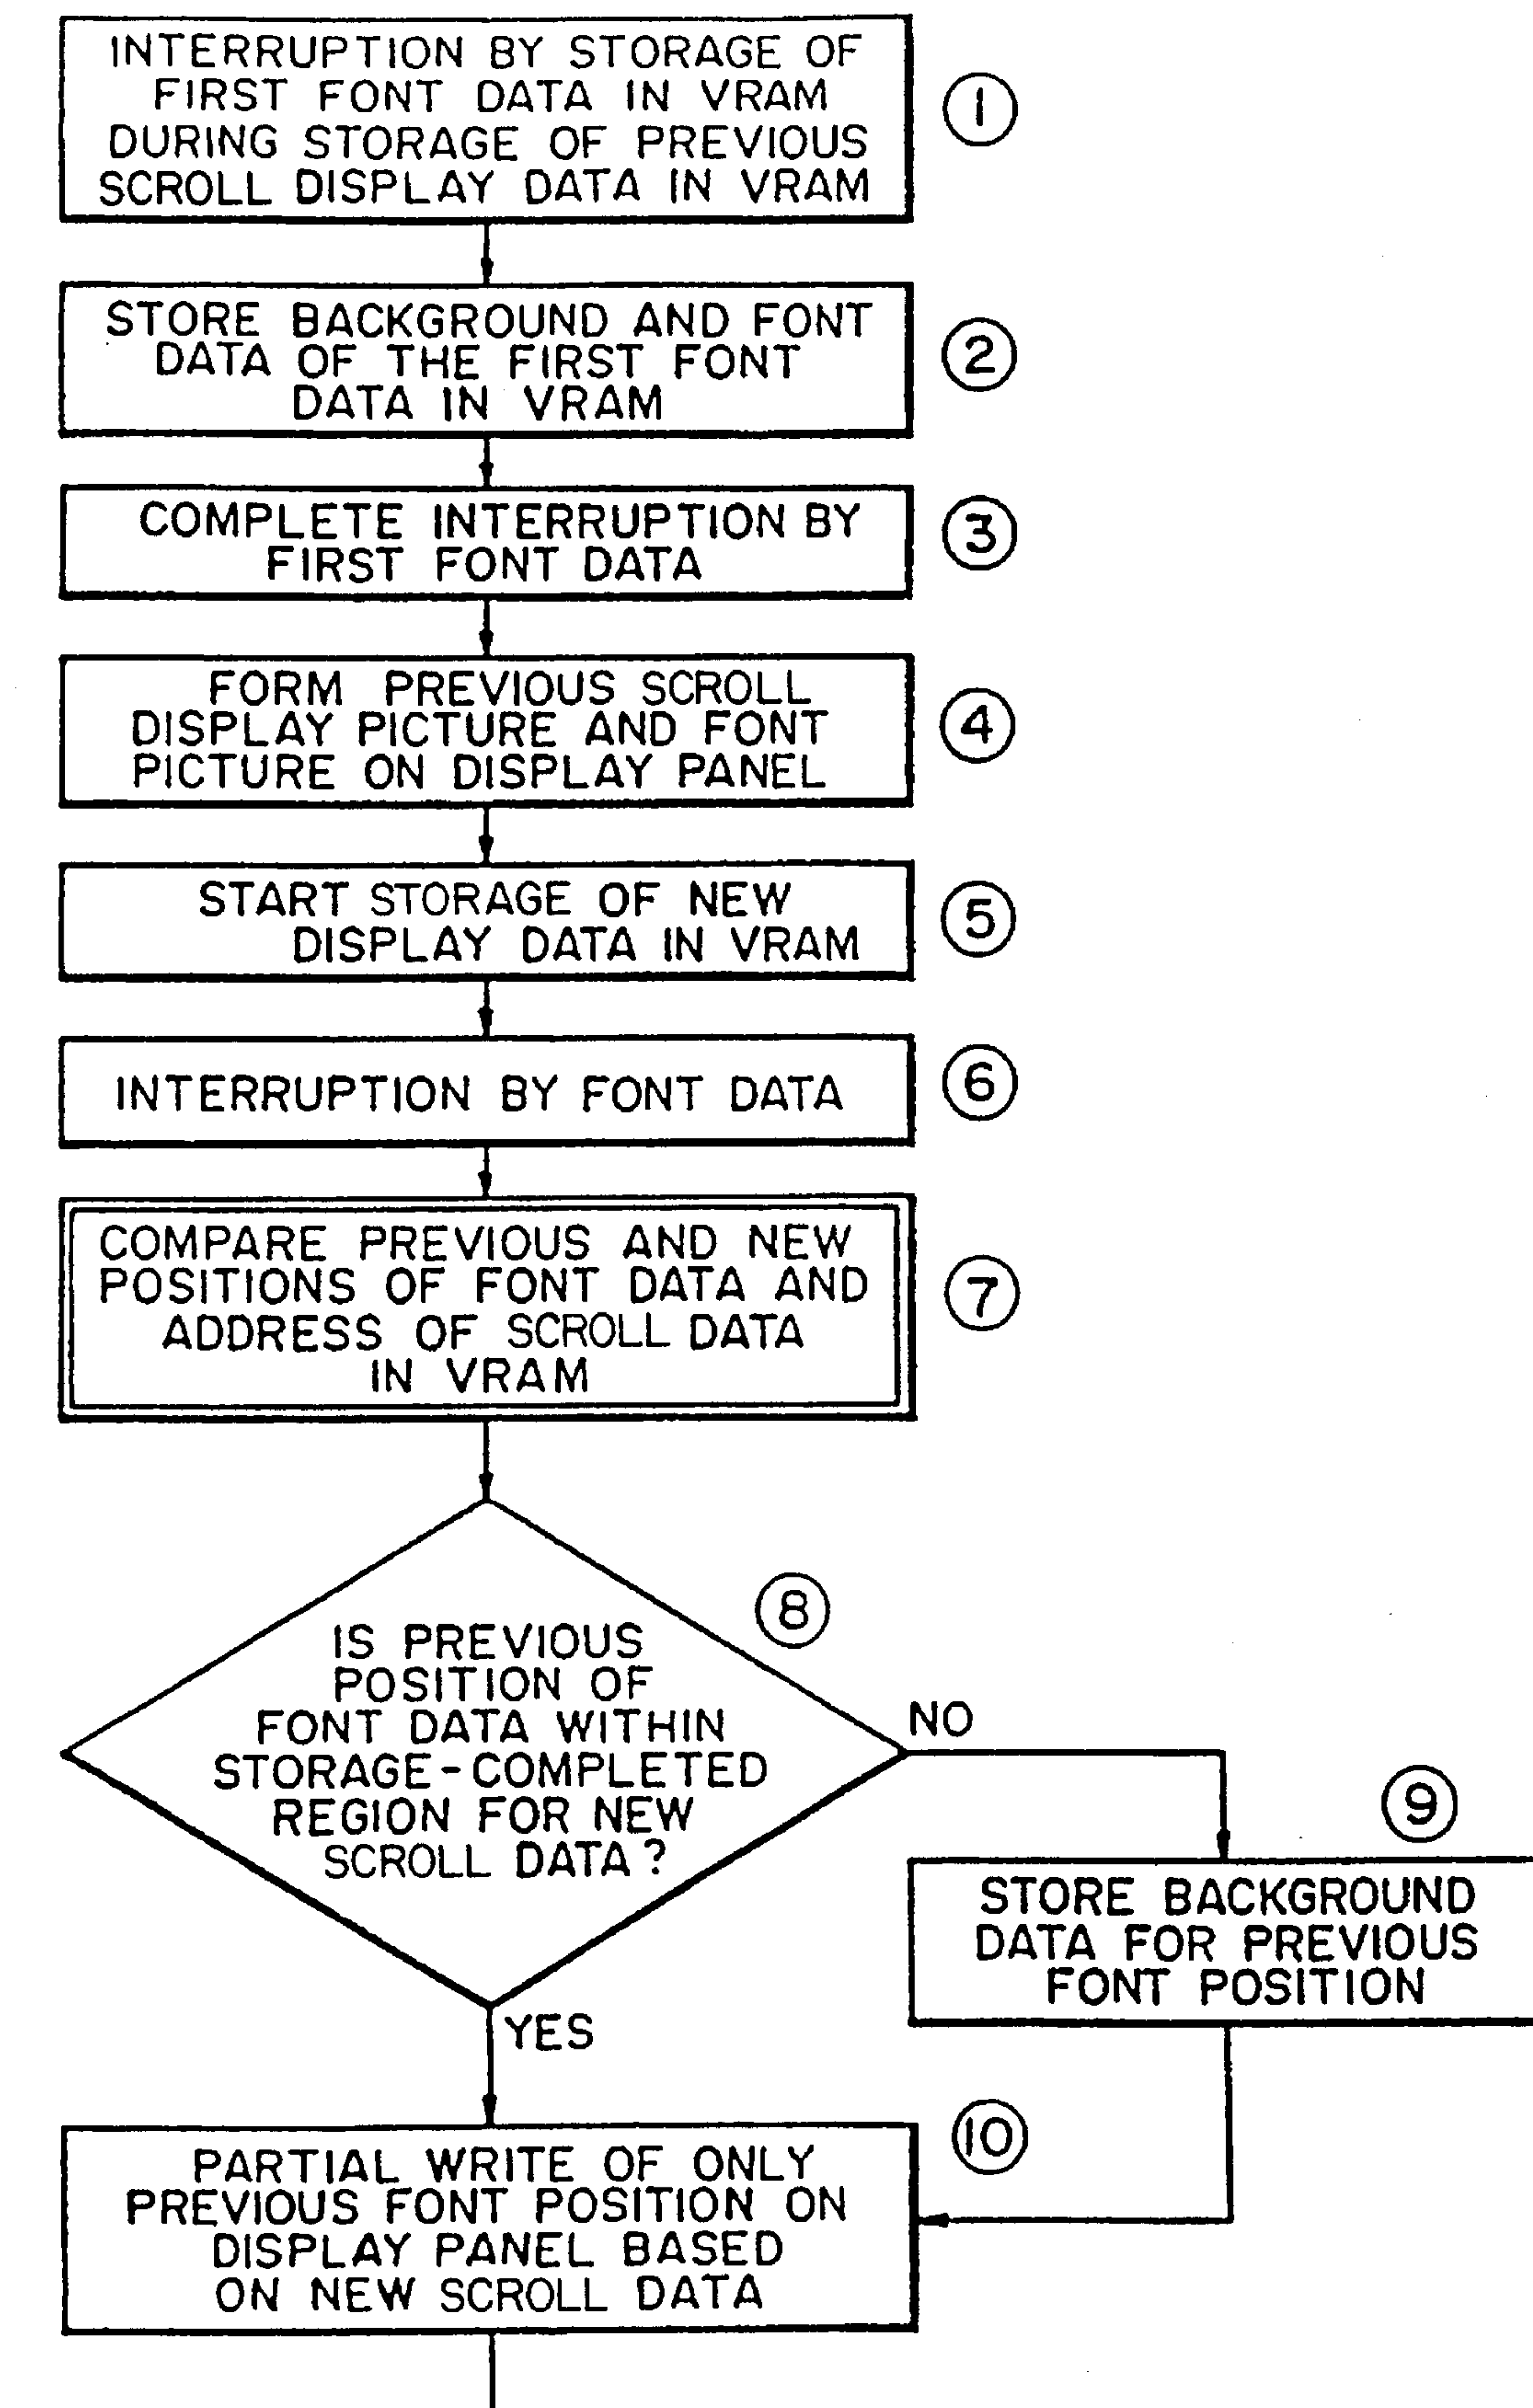 INTERRUPTION BY STORAGE OF
FIRST FONT DATA IN VRAM
DURING STORAGE OF PREVIOUS
SCROLL DISPLAY DATA IN VRAM
1
STORE BACKGROUND AND FONT
DATA OF THE FIRST FONT
DATA IN VRAM
2
COMPLETE INTERRUPTION BY
FIRST FONT DATA
3
FORM PREVIOUS SCROLL
DISPLAY PICTURE AND FONT
PICTURE ON DISPLAY PANEL
4
START STORAGE OF NEW
DISPLAY DATA IN VRAM
5
INTERRUPTION BY FONT DATA
6
COMPARE PREVIOUS AND NEW
POSITIONS OF FONT DATA AND
ADDRESS OF SCROLL DATA
IN VRAM
7
8
IS PREVIOUS
POSITION OF
FONT DATA WITHIN
STORAGE-COMPLETED
REGION FOR NEW
SCROLL DATA?
NO
9
STORE BACKGROUND
DATA FOR PREVIOUS
FONT POSITION
YES
10
PARTIAL WRITE OF ONLY
PREVIOUS FONT POSITION ON
DISPLAY PANEL BASED
ON NEW SCROLL DATA